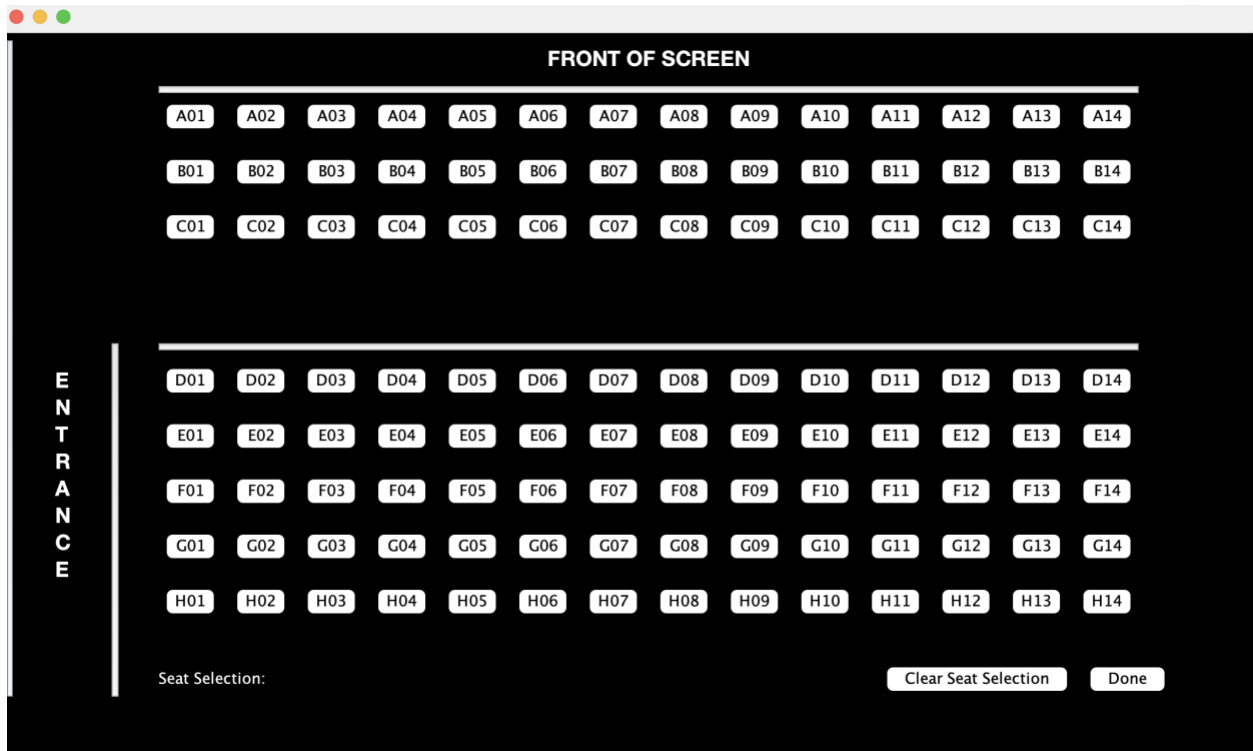 FRONT OF SCREEN
A01 A02 A03 A04 A05 A06 A07 A08 A09 A10 A11 A12 A13 A14
B01 B02 B03 B04 B05 B06 B07 B08 B09 B10 B11 B12 B13 B14
C01 C02 C03 C04 C05 C06 C07 C08 C09 C10 C11 C12 C13 C14
E
N
T
R
A
N
C
E
D01 D02 D03 D04 D05 D06 D07 D08 D09 D10 D11 D12 D13 D14
E01 E02 E03 E04 E05 E06 E07 E08 E09 E10 E11 E12 E13 E14
F01 F02 F03 F04 F05 F06 F07 F08 F09 F10 F11 F12 F13 F14
G01 G02 G03 G04 G05 G06 G07 G08 G09 G10 G11 G12 G13 G14
H01 H02 H03 H04 H05 H06 H07 H08 H09 H10 H11 H12 H13 H14
Seat Selection: Clear Seat Selection Done